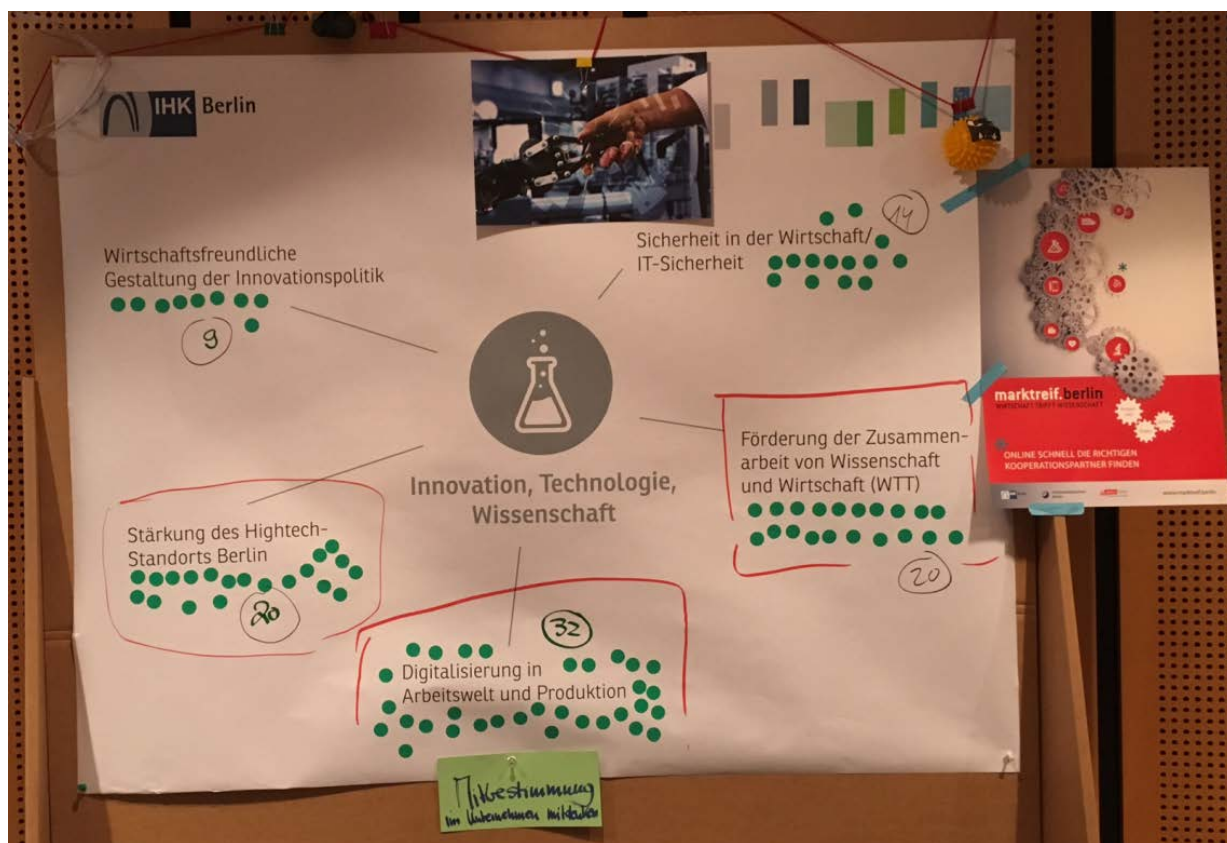 IHK Berlin
Wirtschaftsfreundliche
Gestaltung der Innovationspolitik
9
Sicherheit in der Wirtschaft/
IT-Sicherheit
14
Innovation, Technologie,
Wissenschaft
Förderung der Zusammen-
arbeit von Wissenschaft
und Wirtschaft (WTT)
20
Stärkung des Hightech-
Standorts Berlin
20
32
Digitalisierung in
Arbeitswelt und Produktion
Mitbestimmung
im Unternehmen
marktreif.berlin
WIRTSCHAFT TRIFFT WISSENSCHAFT
ONLINE SCHNELL DIE RICHTIGEN
KOOPERATIONSPARTNER FINDEN